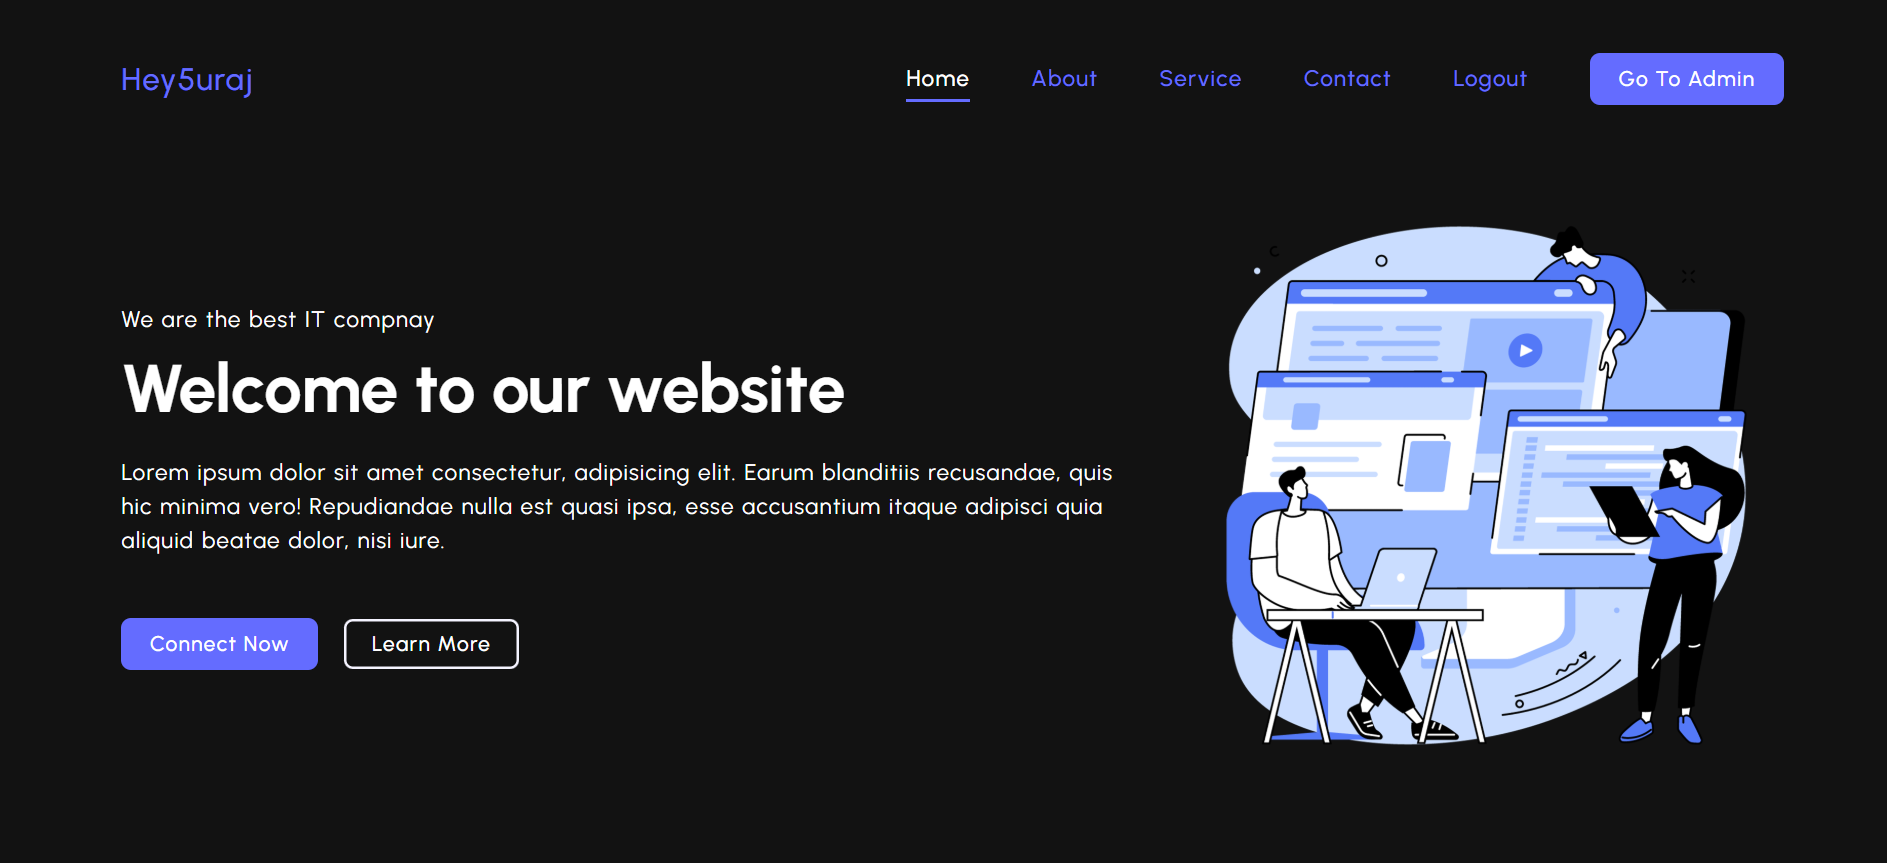 Hey5uraj
Home About Service Contact Logout Go To Admin
We are the best IT compnay
Welcome to our website
Lorem ipsum dolor sit amet consectetur, adipisicing elit. Earum blanditiis recusandae, quis
hic minima vero! Repudiandae nulla est quasi ipsa, esse accusantium itaque adipisci quia
aliquid beatae dolor, nisi iure.
Connect Now Learn More